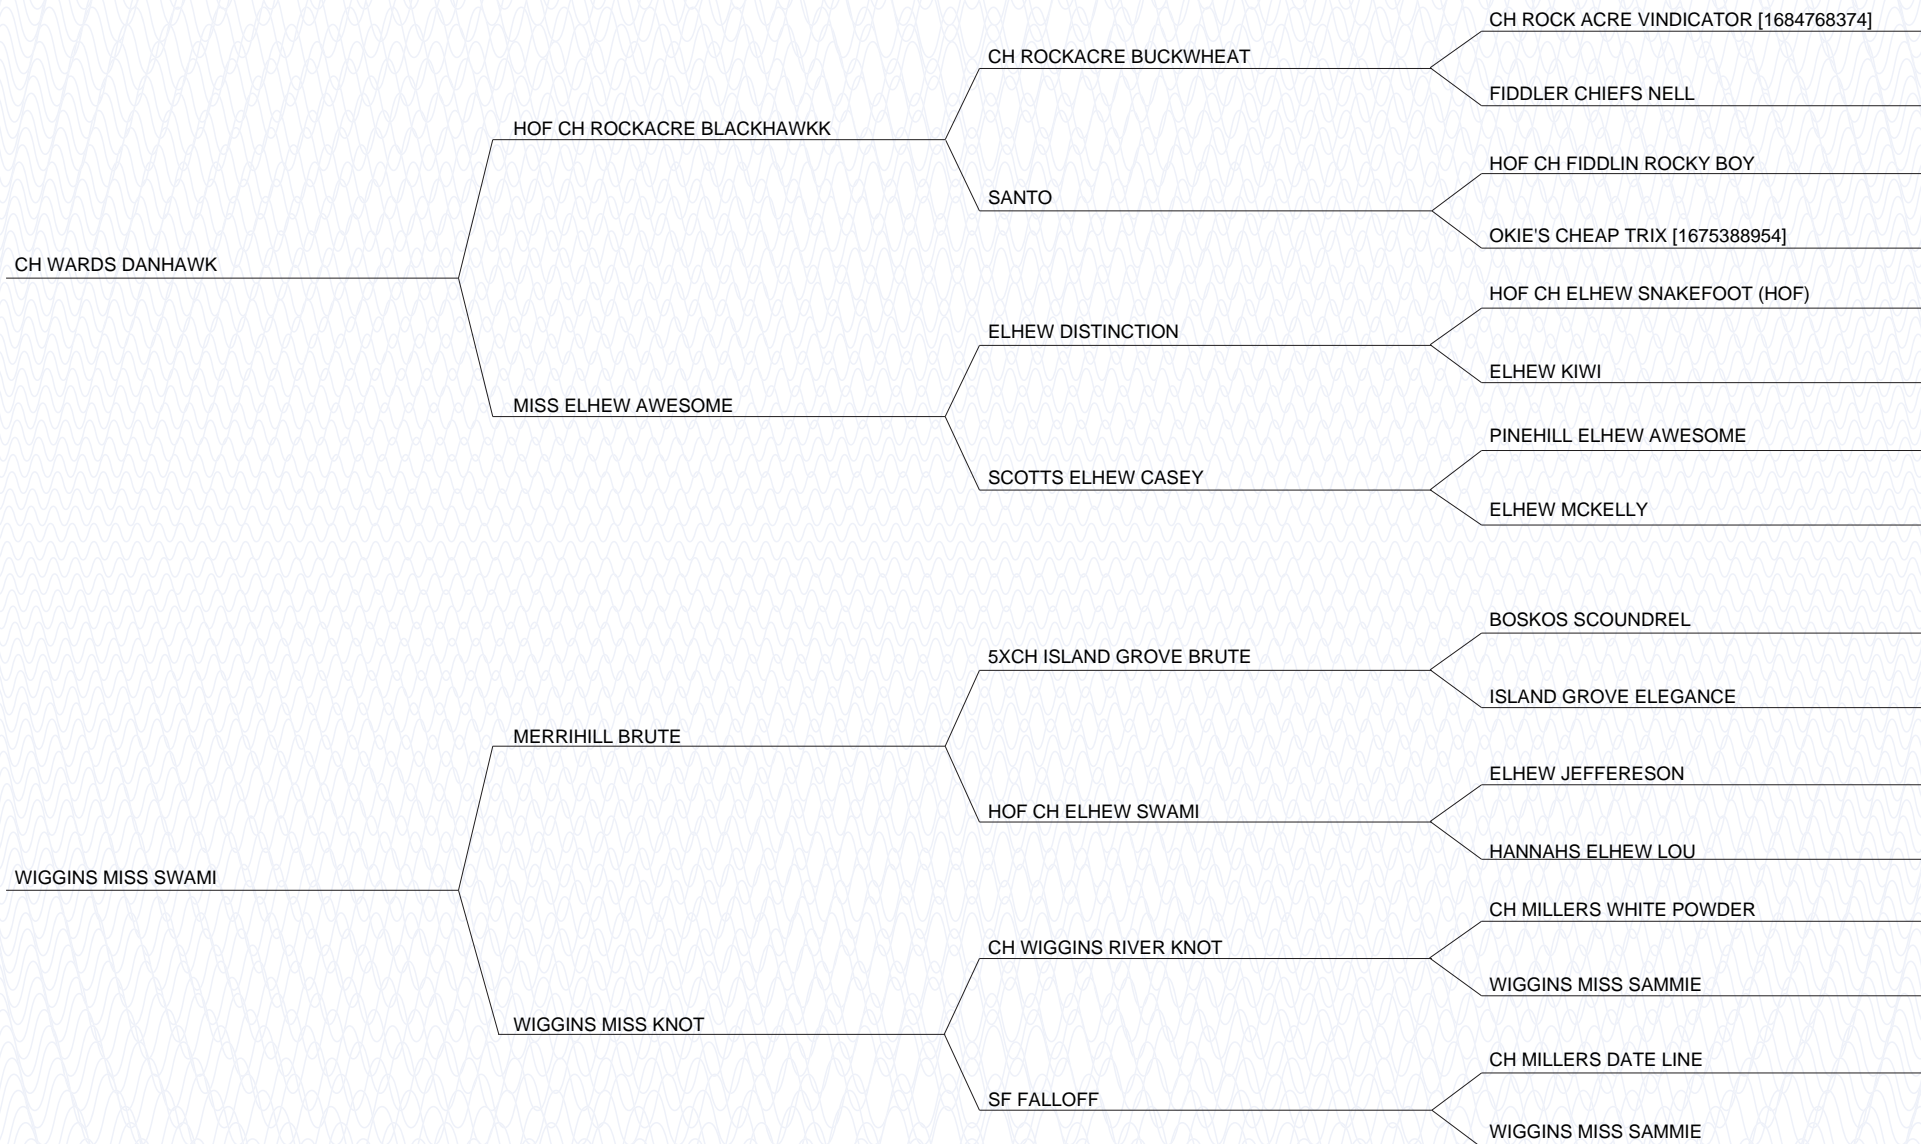 CH ROCK ACRE VINDICATOR [1684768374]
CH ROCKACRE BUCKWHEAT
FIDDLER CHIEFS NELL
HOF CH ROCKACRE BLACKHAWKK
HOF CH FIDDLIN ROCKY BOY
SANTO
OKIE'S CHEAP TRIX [1675388954]
CH WARDS DANHAWK
HOF CH ELHEW SNAKEFOOT (HOF)
ELHEW DISTINCTION
ELHEW KIWI
MISS ELHEW AWESOME
PINEHILL ELHEW AWESOME
SCOTTS ELHEW CASEY
ELHEW MCKELLY
BOSKOS SCOUNDREL
5XCH ISLAND GROVE BRUTE
ISLAND GROVE ELEGANCE
MERRIHILL BRUTE
ELHEW JEFFERESON
HOF CH ELHEW SWAMI
HANNAHS ELHEW LOU
WIGGINS MISS SWAMI
CH MILLERS WHITE POWDER
CH WIGGINS RIVER KNOT
WIGGINS MISS SAMMIE
WIGGINS MISS KNOT
CH MILLERS DATE LINE
SF FALLOFF
WIGGINS MISS SAMMIE